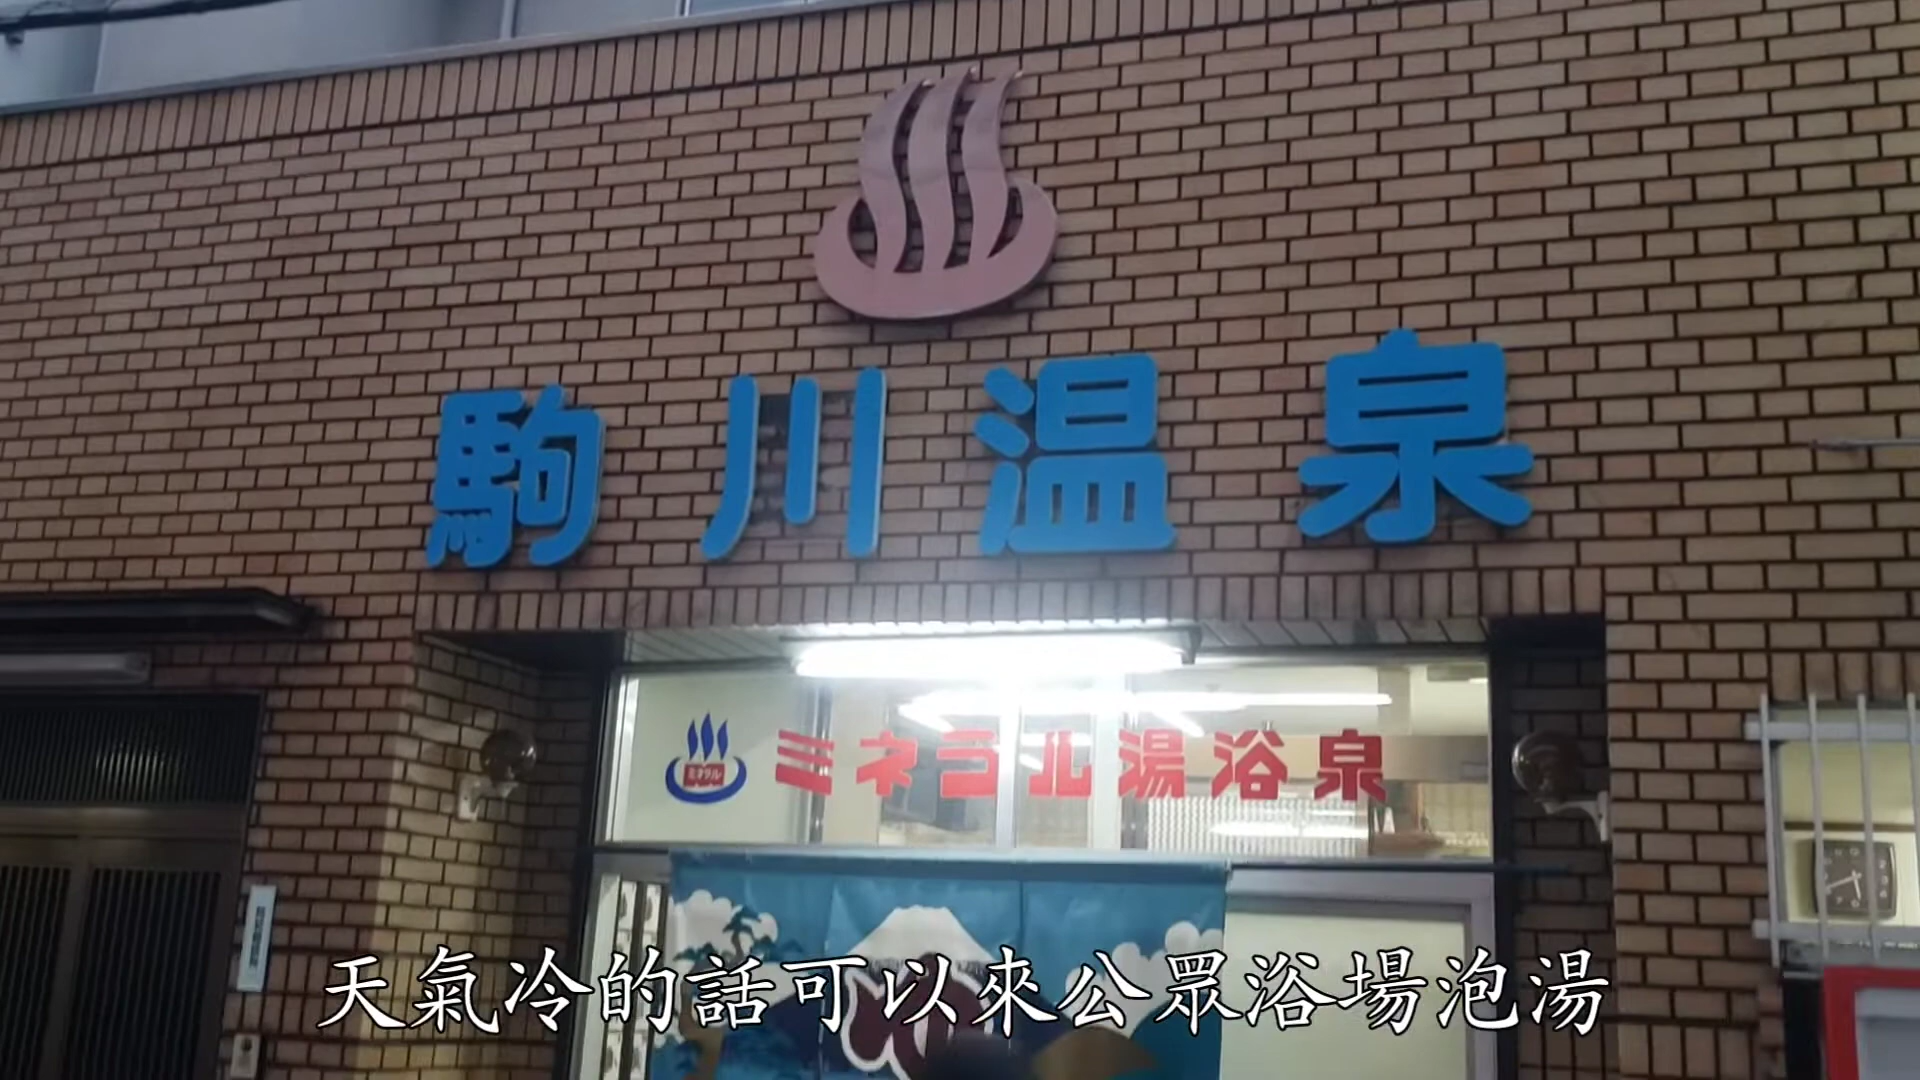 駒川温泉
ミネラル
ミネラル湯浴泉
ゆ
天氣冷的話可以來公眾浴場泡湯